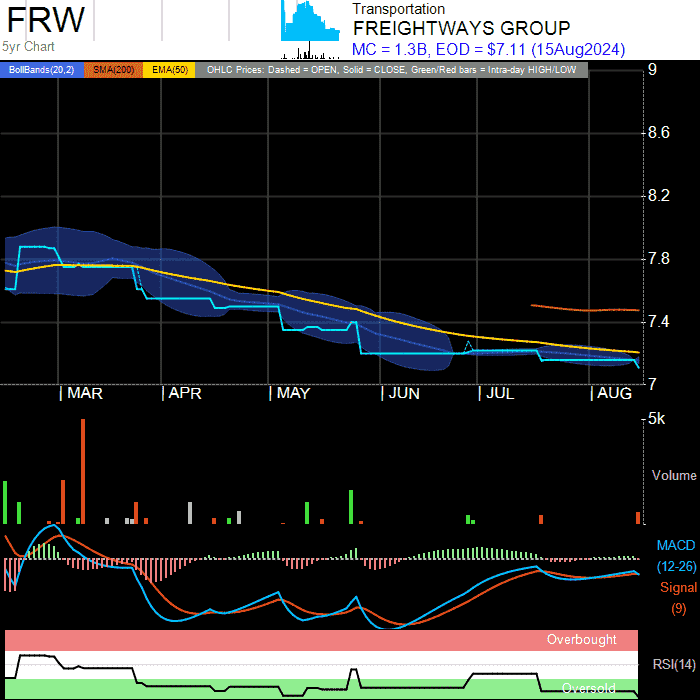 FRW
5yr Chart
Transportation
FREIGHTWAYS GROUP
MC = 1.3B, EOD = $7.11 (15Aug2024)
BollBands(20,2) SMA(200) EMA(50) OHLC Prices: Dashed = OPEN, Solid = CLOSE, Green/Red bars = Intra-day HIGH/LOW
9
8.6
8.2
7.8
7.4
7
MAR APR MAY JUN JUL AUG
5k
Volume
MACD
(12-26)
Signal
(9)
Overbought
RSI(14)
Oversold